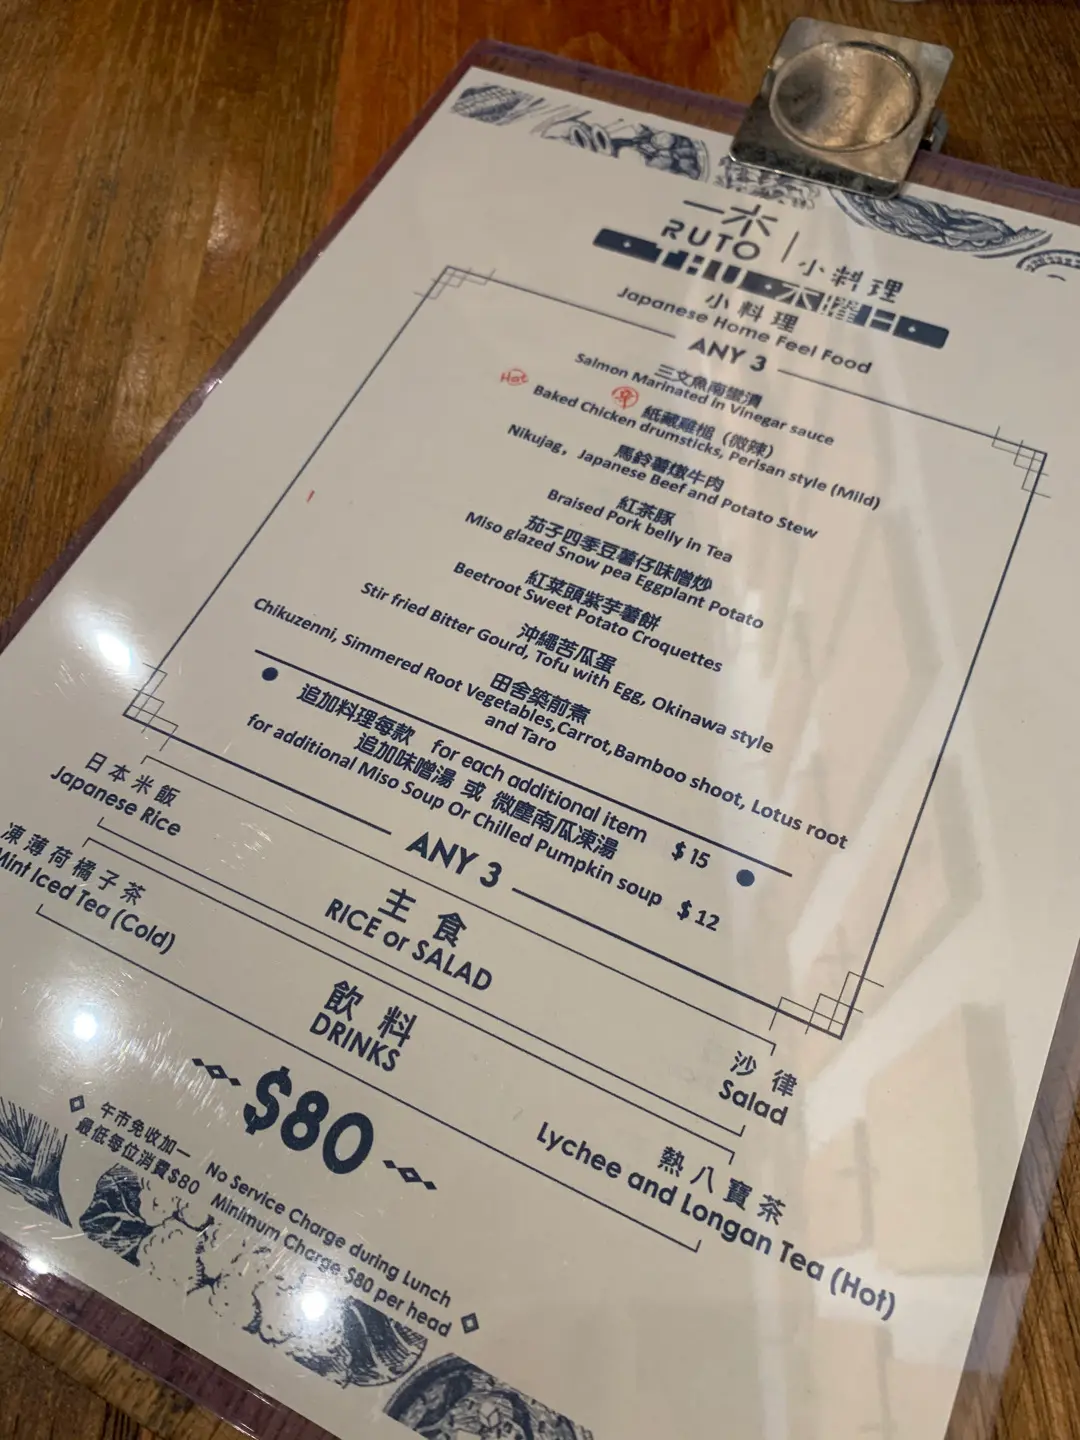 一木
RUTO
小料理
THU·木曜日
小料理
Japanese Home Feel Food
ANY 3
三文魚南蠻漬
Salmon Marinated in Vinegar sauce
Hot
辛 紙藏雞槌（微辣）
Baked Chicken drumsticks, Perisan style (Mild)
馬鈴薯燉牛肉
Nikujag, Japanese Beef and Potato Stew
紅茶豚
Braised Pork belly in Tea
茄子四季豆薯仔味噌炒
Miso glazed Snow pea Eggplant Potato
紅菜頭紫芋薯餅
Beetroot Sweet Potato Croquettes
沖繩苦瓜蛋
Stir fried Bitter Gourd, Tofu with Egg, Okinawa style
田舍築前煮
Chikuzenni, Simmered Root Vegetables,Carrot,Bamboo shoot, Lotus root
and Taro
追加料理每款 for each additional item $15
追加味噌湯 或 微塵南瓜凍湯
for additional Miso Soup Or Chilled Pumpkin soup $12
ANY 3
日本米飯
Japanese Rice
主食
RICE or SALAD
沙律
Salad
凍薄荷橘子茶
Mint Iced Tea (Cold)
飲料
DRINKS
熱八寶茶
Lychee and Longan Tea (Hot)
$80
午市免收加一 No Service Charge during Lunch
最低每位消費$80 Minimum Charge $80 per head